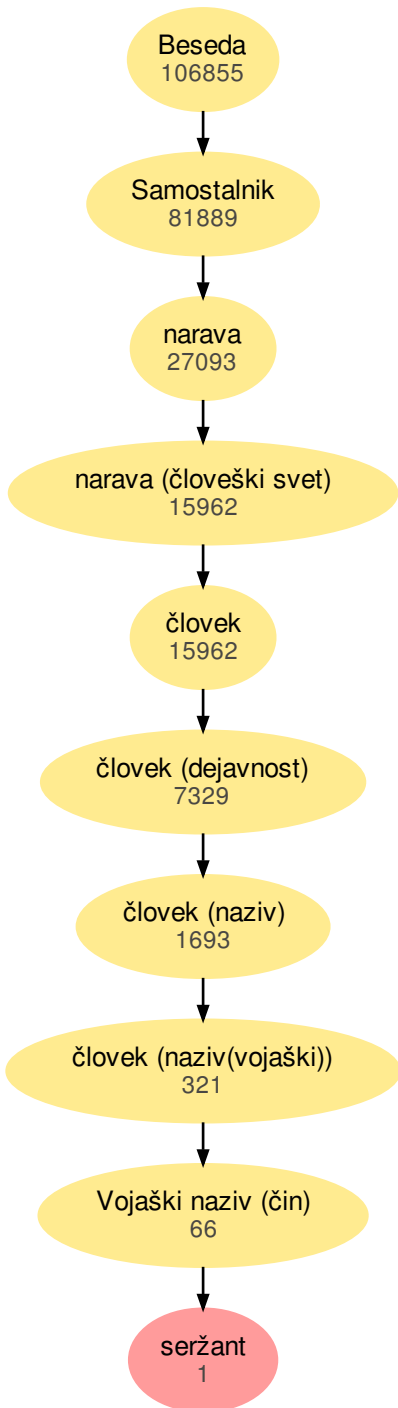 Beseda
106855
Samostalnik
81889
narava
27093
narava (človeški svet)
15962
človek
15962
človek (dejavnost)
7329
človek (naziv)
1693
človek (naziv(vojaški))
321
Vojaški naziv (čin)
66
seržant
1